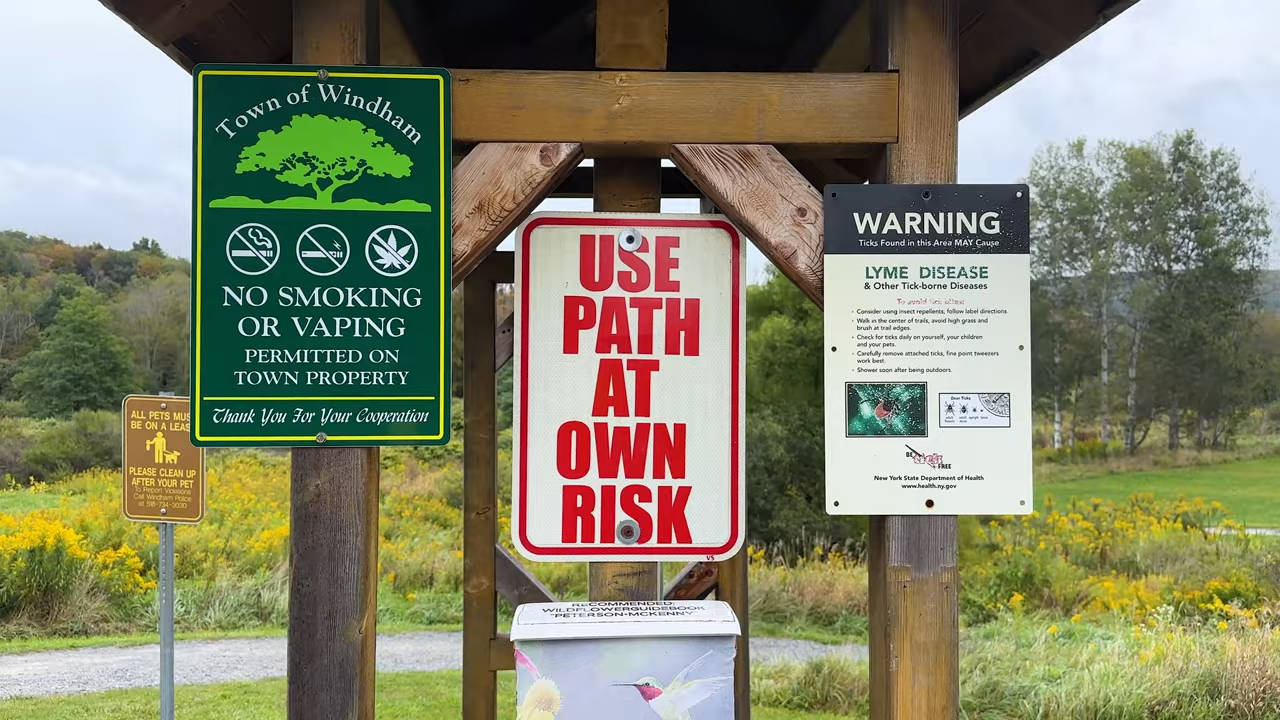 Town of Windham
NO SMOKING
OR VAPING
PERMITTED ON
TOWN PROPERTY
Thank You For Your Cooperation
ALL PETS MUS
BE ON A LEAS
PLEASE CLEAN UP
AFTER YOUR PET
To Report Violations
Call Windham Police
at 518-734-3030
USE
PATH
AT
OWN
RISK
VS
RECOMMENDED:
WILDFLOWERGUIDEBOOK
"PETERSON-MCKENNY"
WARNING
Ticks Found in this Area MAY Cause
LYME DISEASE
& Other Tick-borne Diseases
To avoid tick bites:
· Consider using insect repellents, follow label directions.
· Walk in the center of trails, avoid high grass and
brush at trail edges.
· Check for ticks daily on yourself, your children
and your pets.
· Carefully remove attached ticks, fine point tweezers
work best.
· Shower soon after being outdoors.
Deer Ticks
BE
FREE
New York State Department of Health
www.health.ny.gov